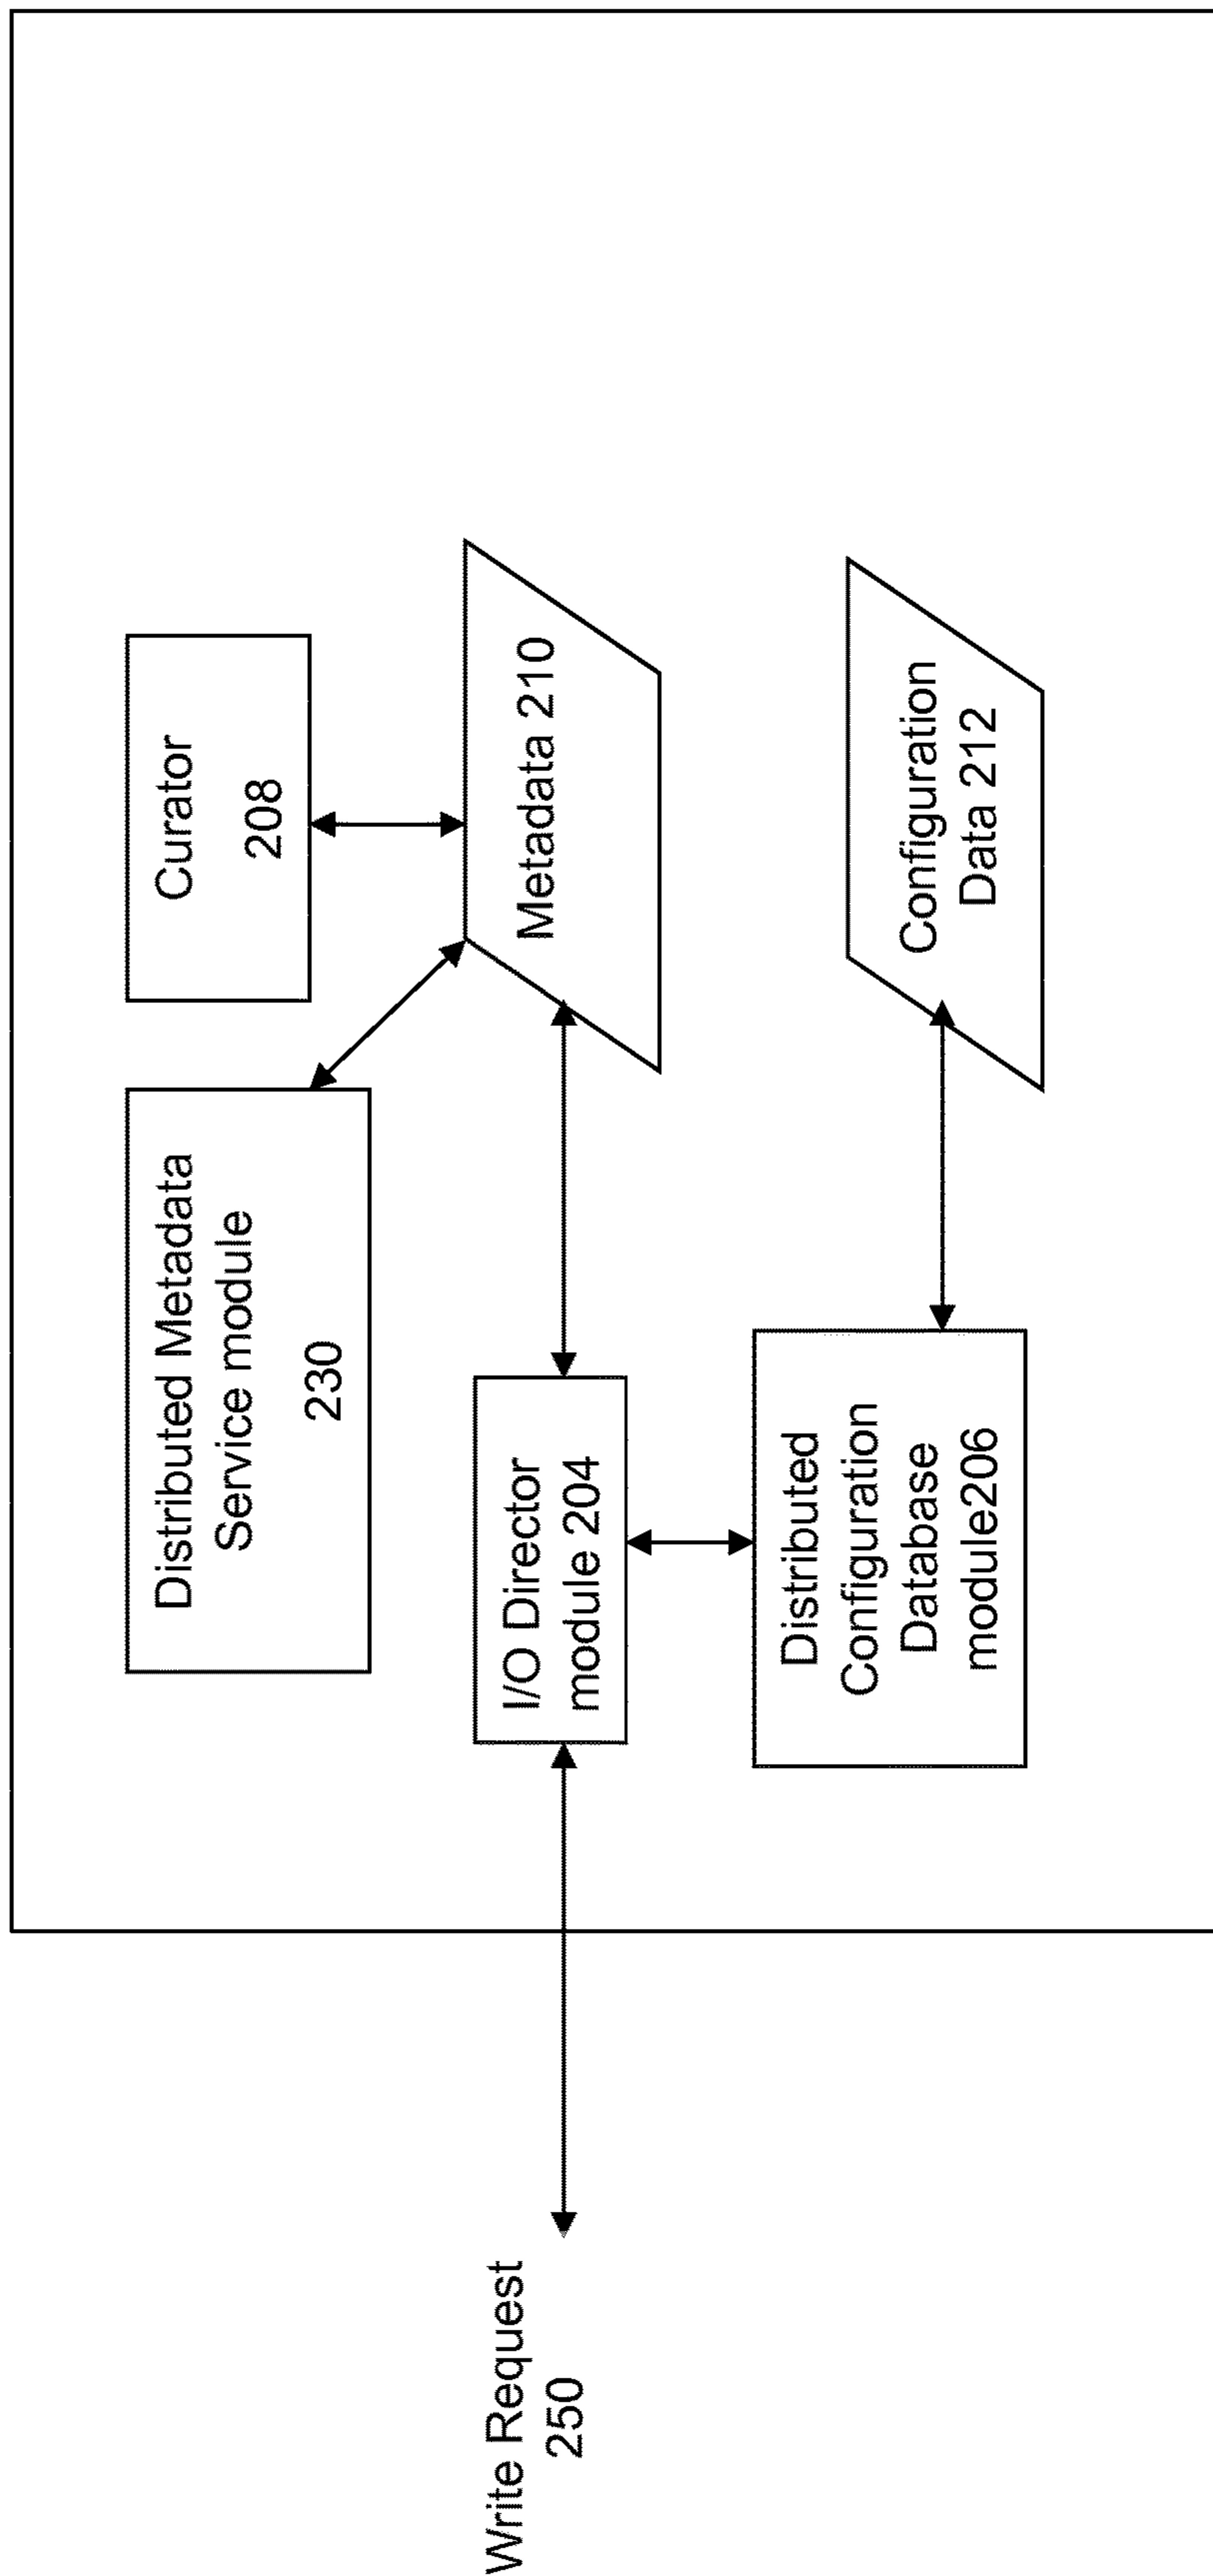 Distributed Metadata
Service module
230
Curator
208
Write Request
250
I/O Director
module 204
Metadata 210
Distributed
Configuration
Database
module206
Configuration
Data 212